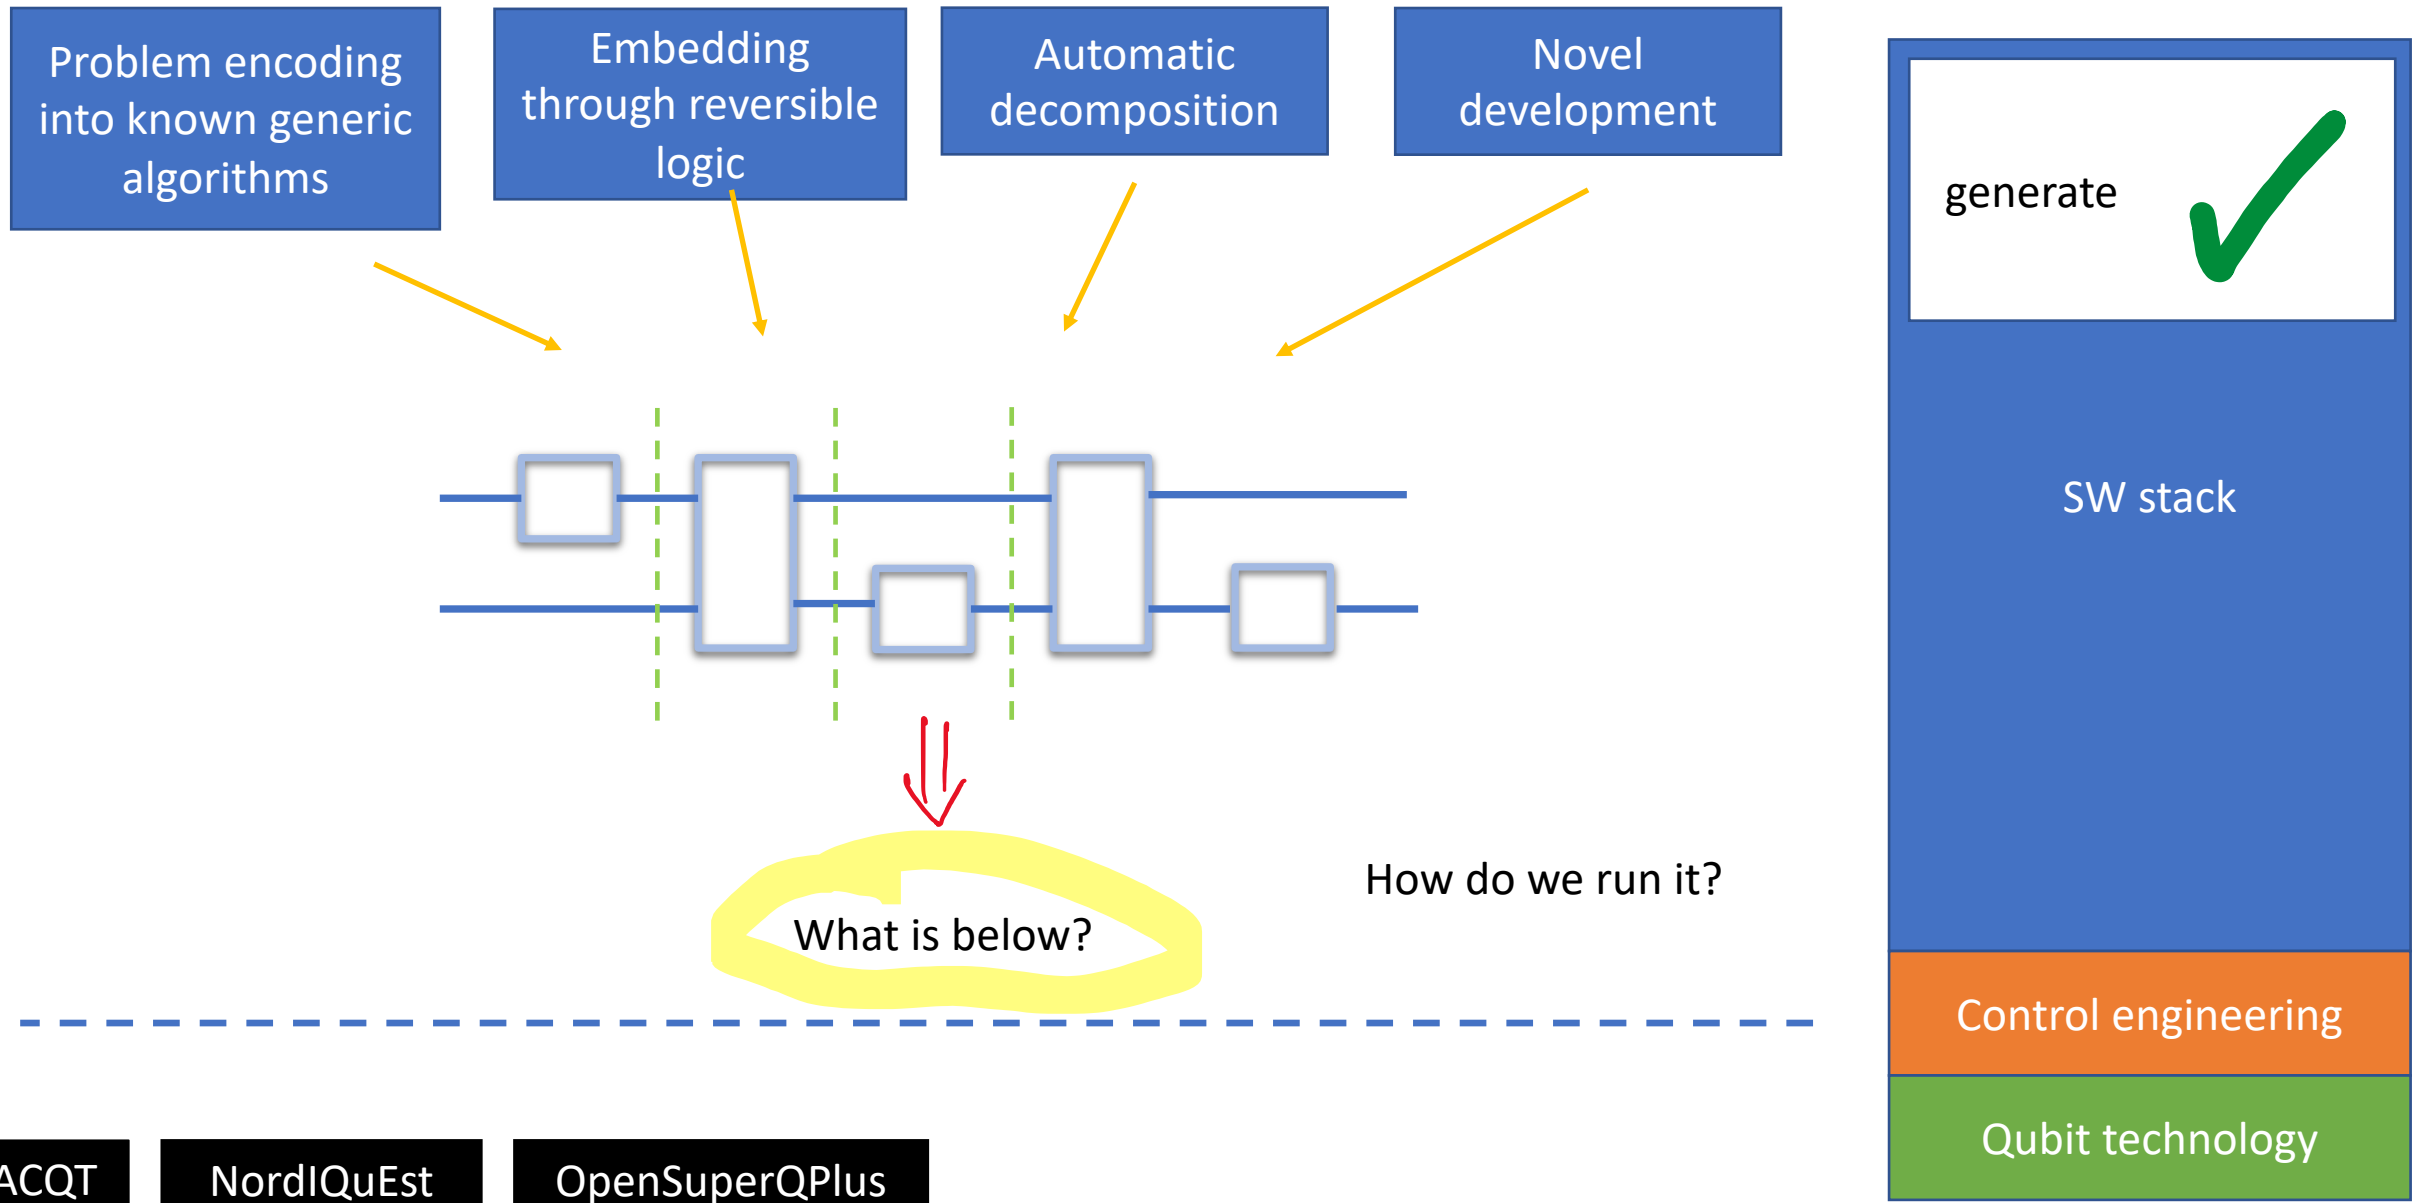 Problem encoding
into known generic
algorithms
Embedding
through reversible
logic
Automatic
decomposition
Novel
development
generate
SW stack
How do we run it?
What is below?
Control engineering
Qubit technology
ACQT
NordIQuEst
OpenSuperQPlus